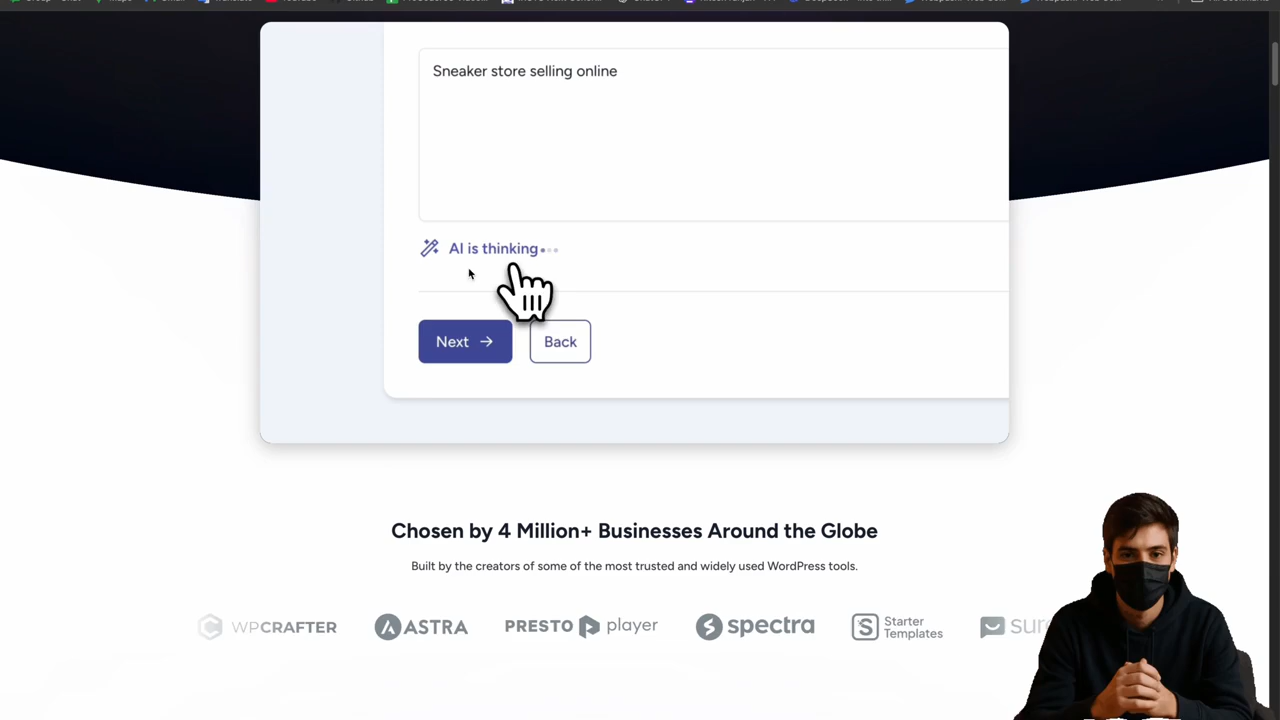 Sneaker store selling online
AI is thinking
Next
Back
Chosen by 4 Million+ Businesses Around the Globe
Built by the creators of some of the most trusted and widely used WordPress tools.
WPCRAFTER
ASTRA
PRESTO player
spectra
Starter
Templates